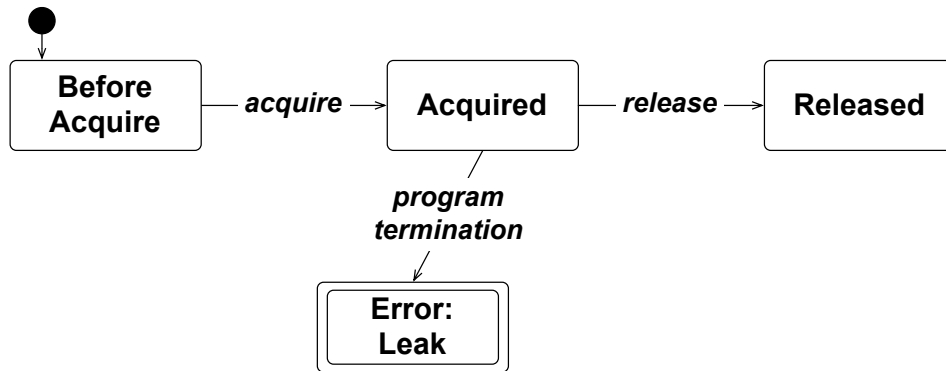 Before
Acquire
acquire
Acquired
release
Released
program
termination
Error:
Leak